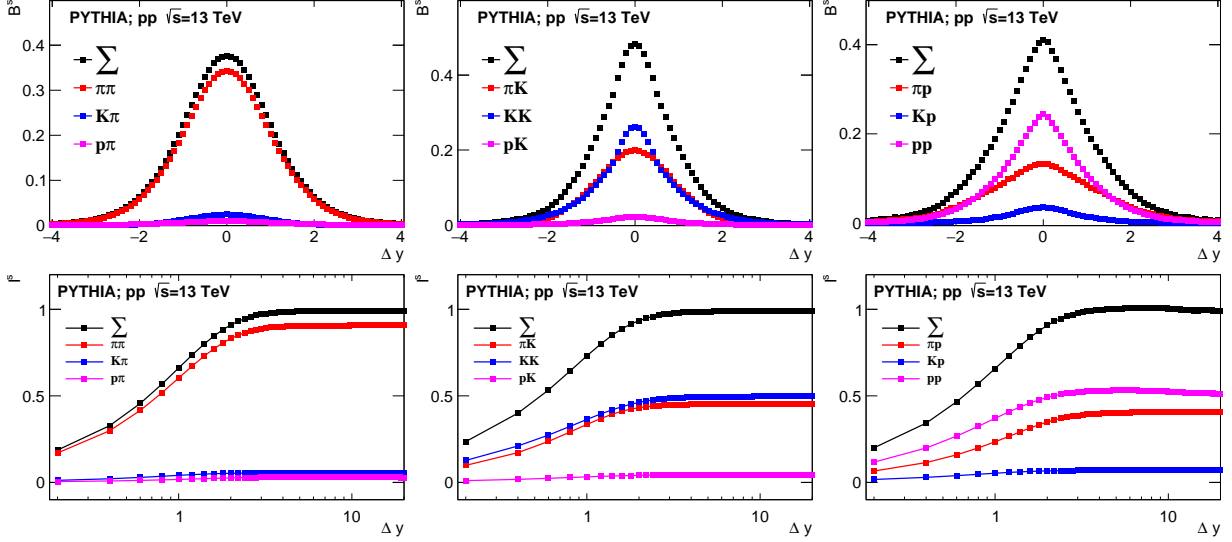 PYTHIA; pp √s=13 TeV
B^s
0.4
0.3
0.2
0.1
0
∑
ππ
Kπ
pπ
−4 −2 0 2 4
Δ y
PYTHIA; pp √s=13 TeV
B^s
0.4
0.2
0
∑
πK
KK
pK
−4 −2 0 2 4
Δ y
PYTHIA; pp √s=13 TeV
B^s
0.4
0.2
0
∑
πp
Kp
pp
−4 −2 0 2 4
Δ y
PYTHIA; pp √s=13 TeV
I^s
1
0.5
0
∑
ππ
Kπ
pπ
1 10
Δ y
PYTHIA; pp √s=13 TeV
I^s
1
0.5
0
∑
πK
KK
pK
1 10
Δ y
PYTHIA; pp √s=13 TeV
I^s
1
0.5
0
∑
πp
Kp
pp
1 10
Δ y